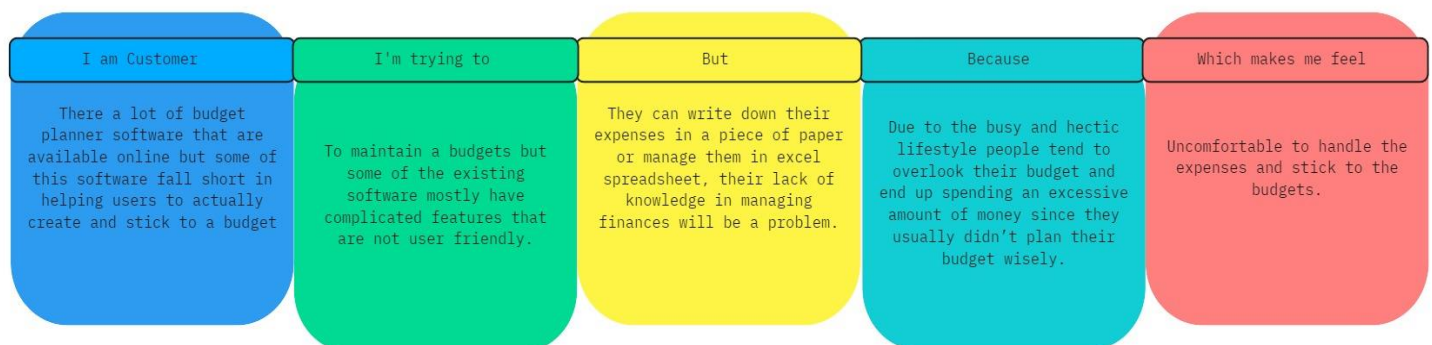 I am Customer
There a lot of budget
planner software that are
available online but some of
this software fall short in
helping users to actually
create and stick to a budget
I'm trying to
To maintain a budgets but
some of the existing
software mostly have
complicated features that
are not user friendly.
But
They can write down their
expenses in a piece of paper
or manage them in excel
spreadsheet, their lack of
knowledge in managing
finances will be a problem.
Because
Due to the busy and hectic
lifestyle people tend to
overlook their budget and
end up spending an excessive
amount of money since they
usually didn’t plan their
budget wisely.
Which makes me feel
Uncomfortable to handle the
expenses and stick to the
budgets.